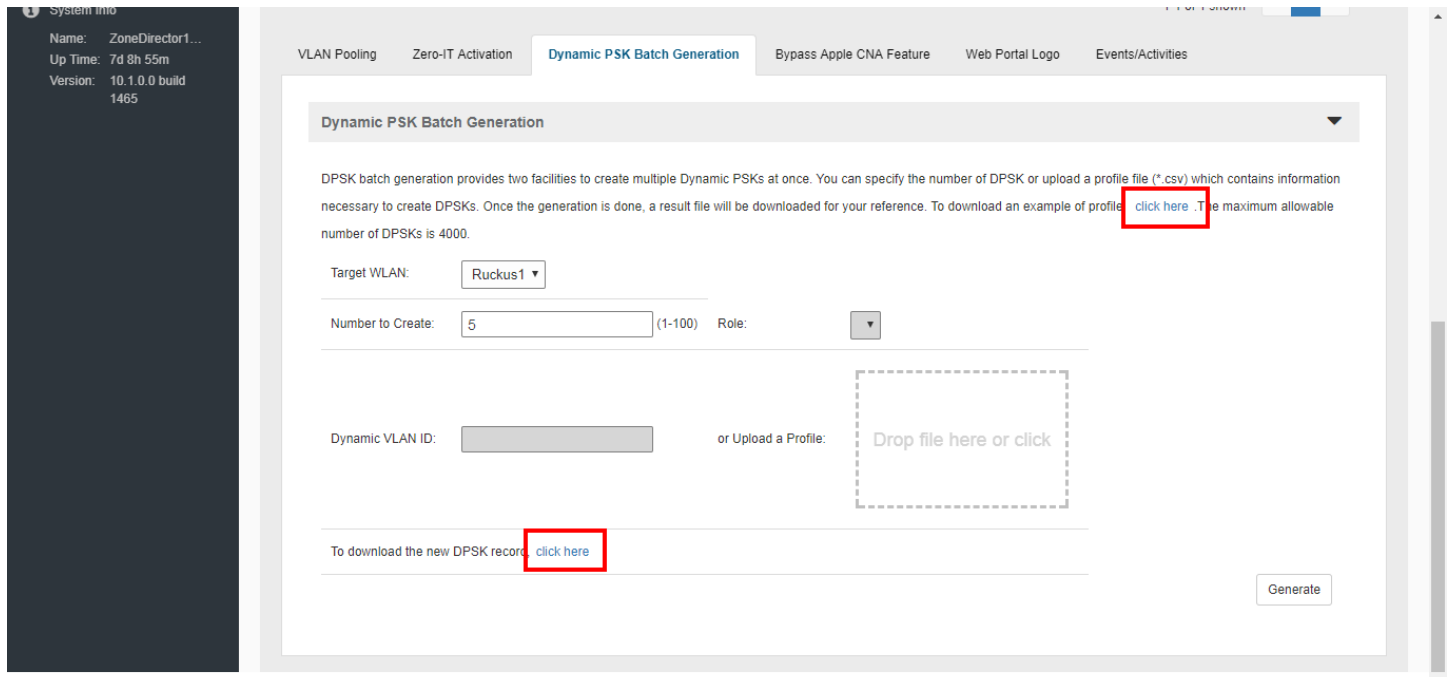 System Info
Name: ZoneDirector1...
Up Time: 7d 8h 55m
Version: 10.1.0.0 build
1465
1-1 of 1 shown
VLAN Pooling Zero-IT Activation Dynamic PSK Batch Generation Bypass Apple CNA Feature Web Portal Logo Events/Activities
Dynamic PSK Batch Generation
DPSK batch generation provides two facilities to create multiple Dynamic PSKs at once. You can specify the number of DPSK or upload a profile file (*.csv) which contains information
necessary to create DPSKs. Once the generation is done, a result file will be downloaded for your reference. To download an example of profile, click here .The maximum allowable
number of DPSKs is 4000.
Target WLAN: Ruckus1
Number to Create: 5 (1-100) Role:
Dynamic VLAN ID: or Upload a Profile: Drop file here or click
To download the new DPSK record, click here
Generate